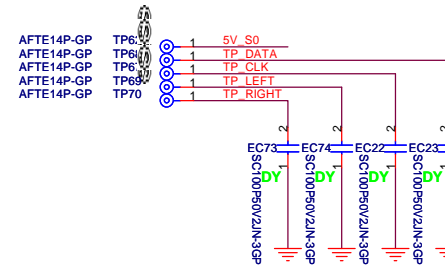 AFTE14P-GP TP62 1 5V_S0
AFTE14P-GP 1 TP_DATA
AFTE14P-GP 1 TP_CLK
AFTE14P-GP TP69 1 TP_LEFT
AFTE14P-GP TP70 1 TP_RIGHT
2 2 2 2
EC73 EC74 EC22 EC23
1 1 1 1
DY DY DY DY
SC100P50V2JN-3GP
SC100P50V2JN-3GP
SC100P50V2JN-3GP
SC100P50V2JN-3GP